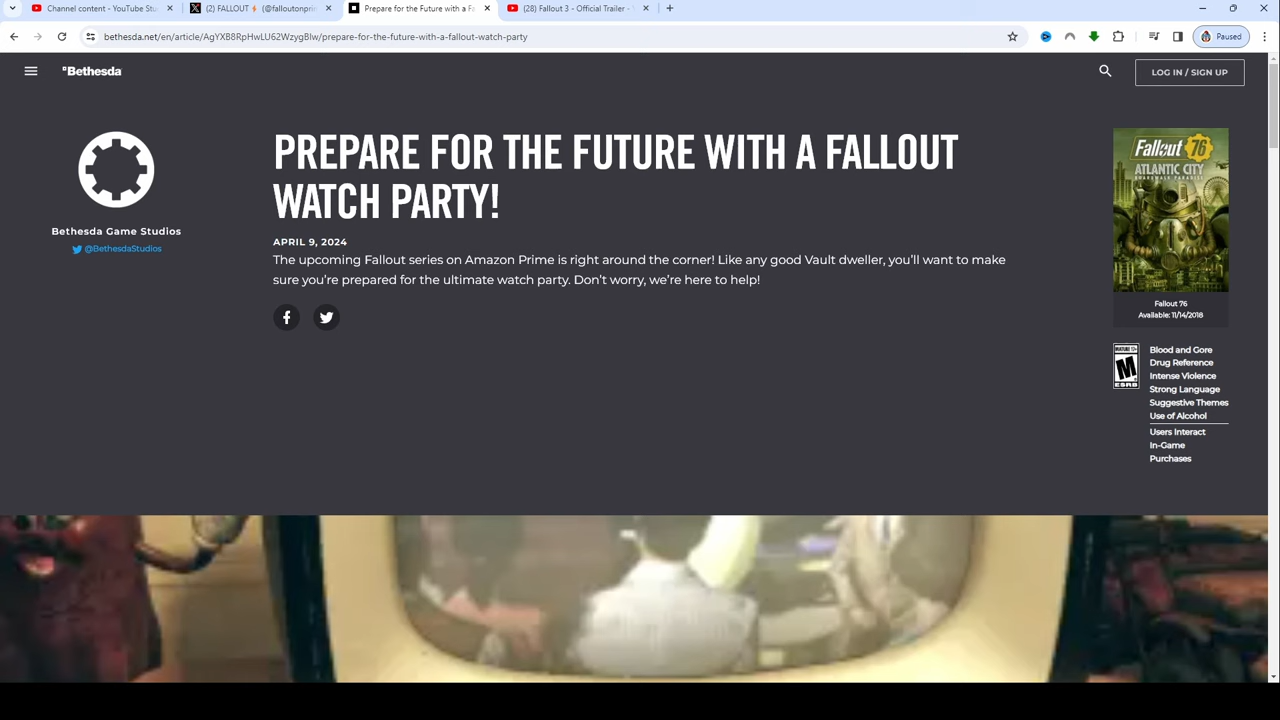 Channel content - YouTube Stu
(2) FALLOUT⚡ (@falloutonprim
Prepare for the Future with a Fa
(28) Fallout 3 - Official Trailer - Y
bethesda.net/en/article/AgYXB8RpHwLU62WzygBlw/prepare-for-the-future-with-a-fallout-watch-party
Paused
Bethesda
LOG IN / SIGN UP
PREPARE FOR THE FUTURE WITH A FALLOUT
WATCH PARTY!
Bethesda Game Studios
@BethesdaStudios
APRIL 9, 2024
The upcoming Fallout series on Amazon Prime is right around the corner! Like any good Vault dweller, you’ll want to make
sure you’re prepared for the ultimate watch party. Don’t worry, we’re here to help!
Fallout 76
ATLANTIC CITY
BOARDWALK PARADISE
Fallout 76
Available: 11/14/2018
MATURE 17+
M
ESRB
Blood and Gore
Drug Reference
Intense Violence
Strong Language
Suggestive Themes
Use of Alcohol
Users Interact
In-Game
Purchases